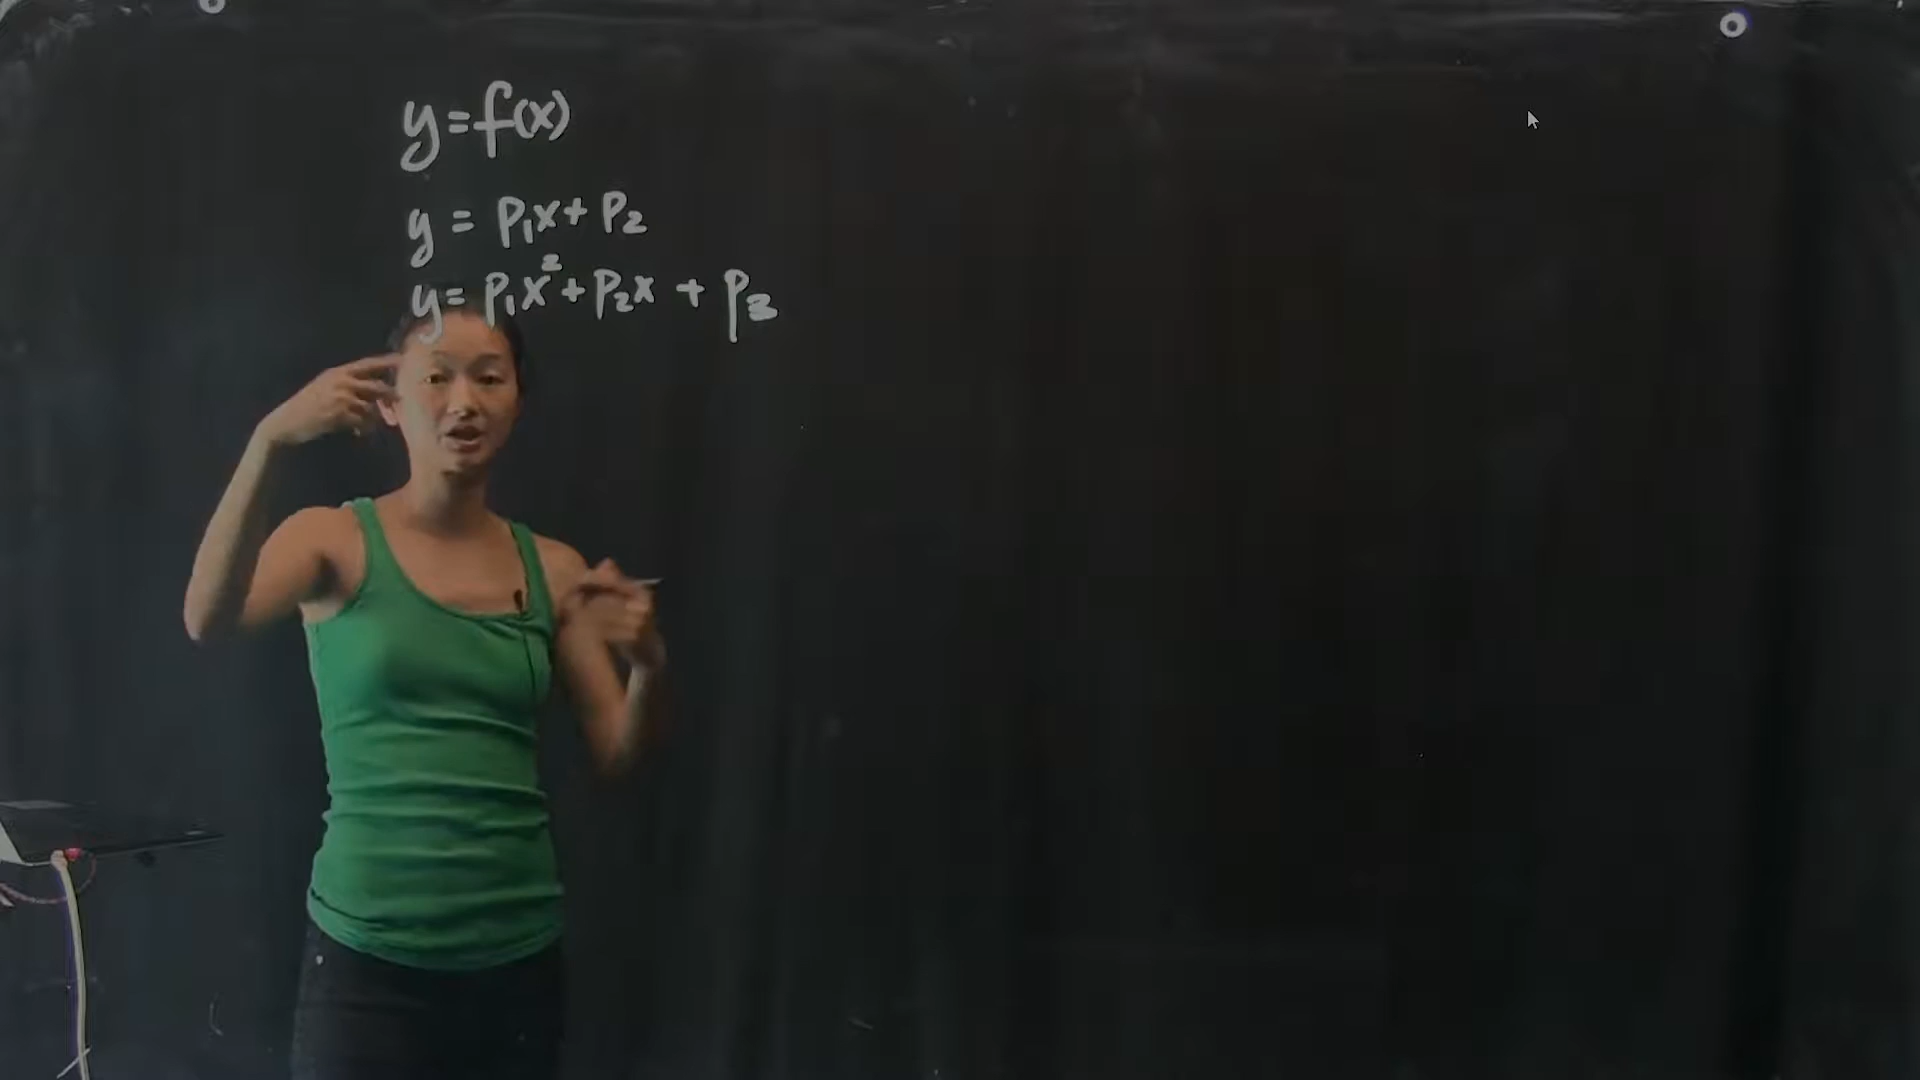 y=f(x)
y = p₁x + p₂
y = p₁x² + p₂x + p₃